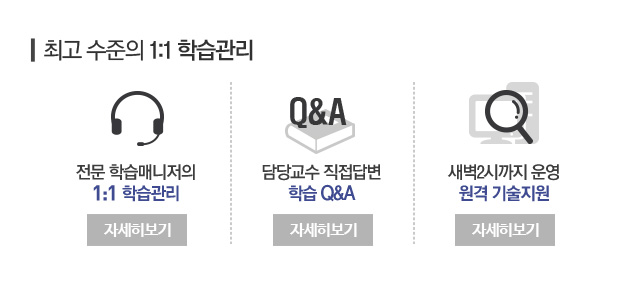 최고 수준의 1:1 학습관리
Q&A
전문 학습매니저의
1:1 학습관리
자세히보기
담당교수 직접답변
학습 Q&A
자세히보기
새벽2시까지 운영
원격 기술지원
자세히보기